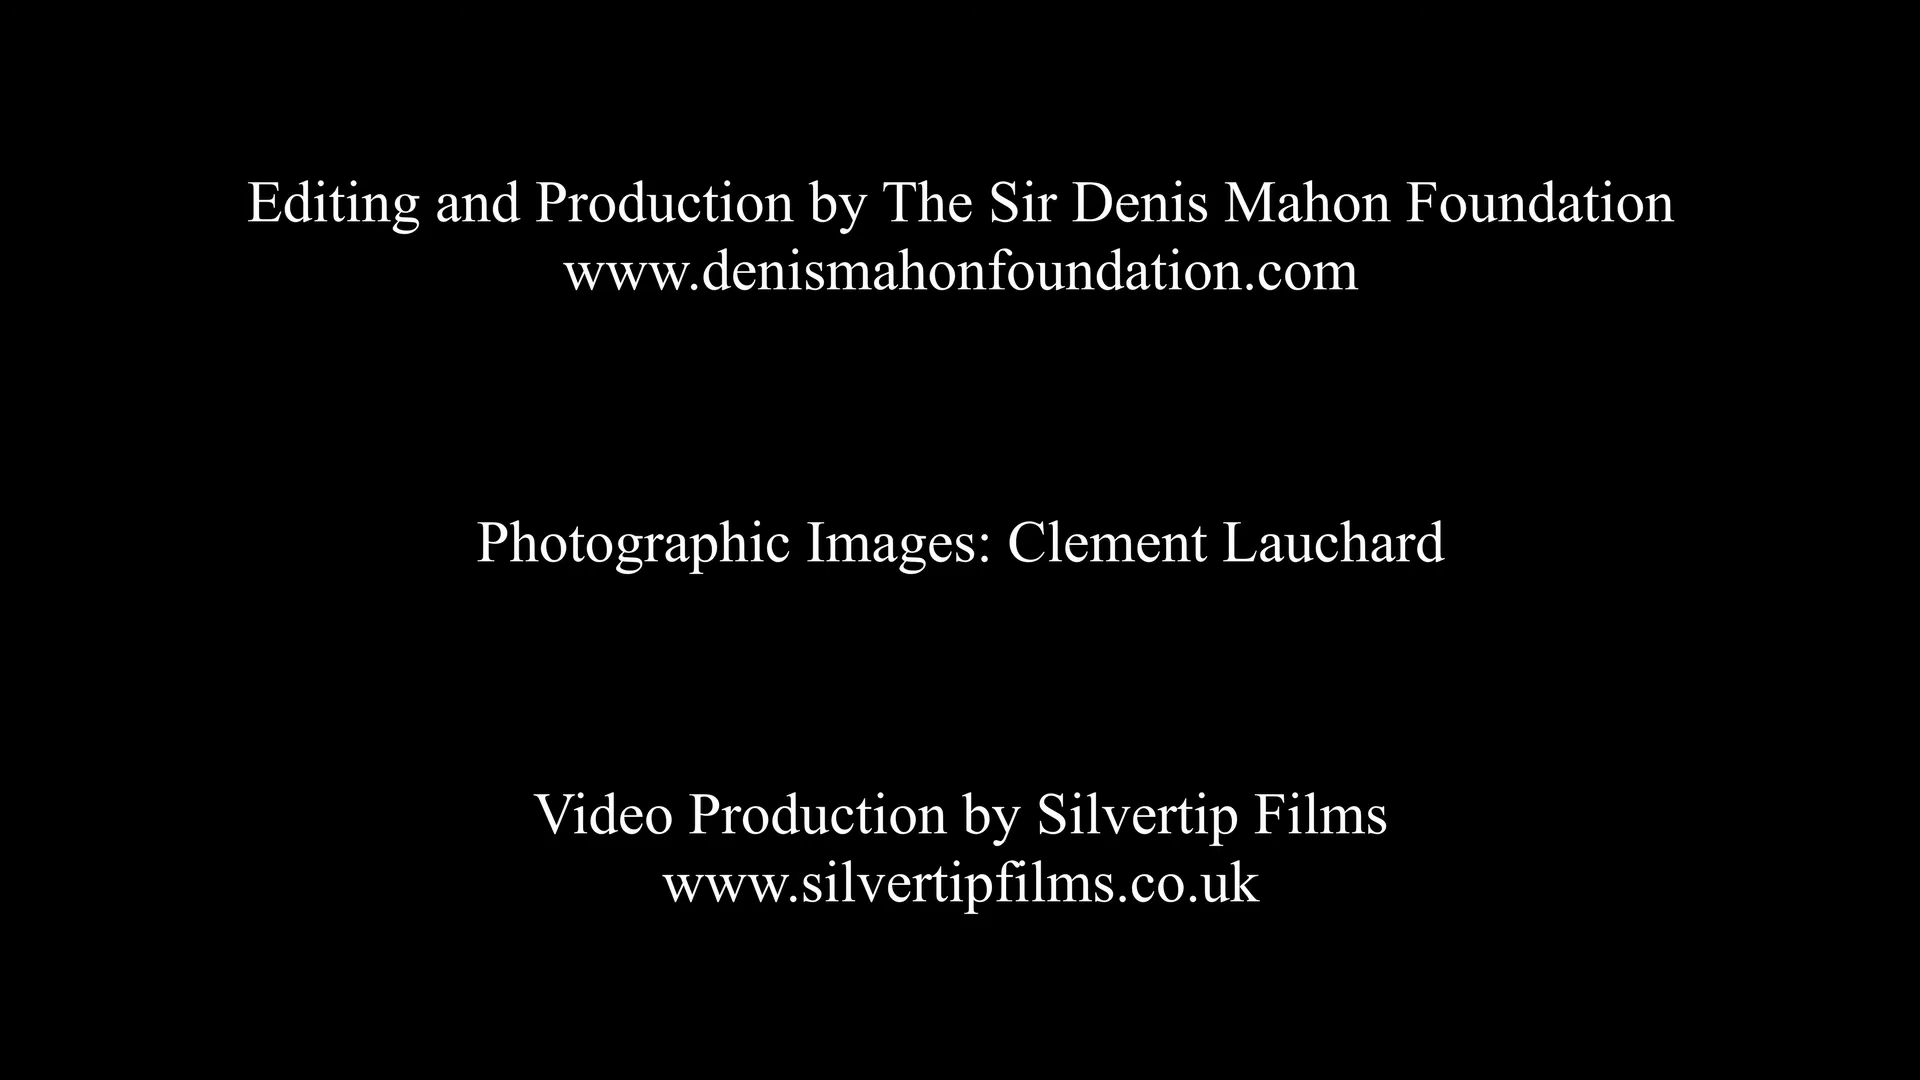 Editing and Production by The Sir Denis Mahon Foundation
www.denismahonfoundation.com
Photographic Images: Clement Lauchard
Video Production by Silvertip Films
www.silvertipfilms.co.uk